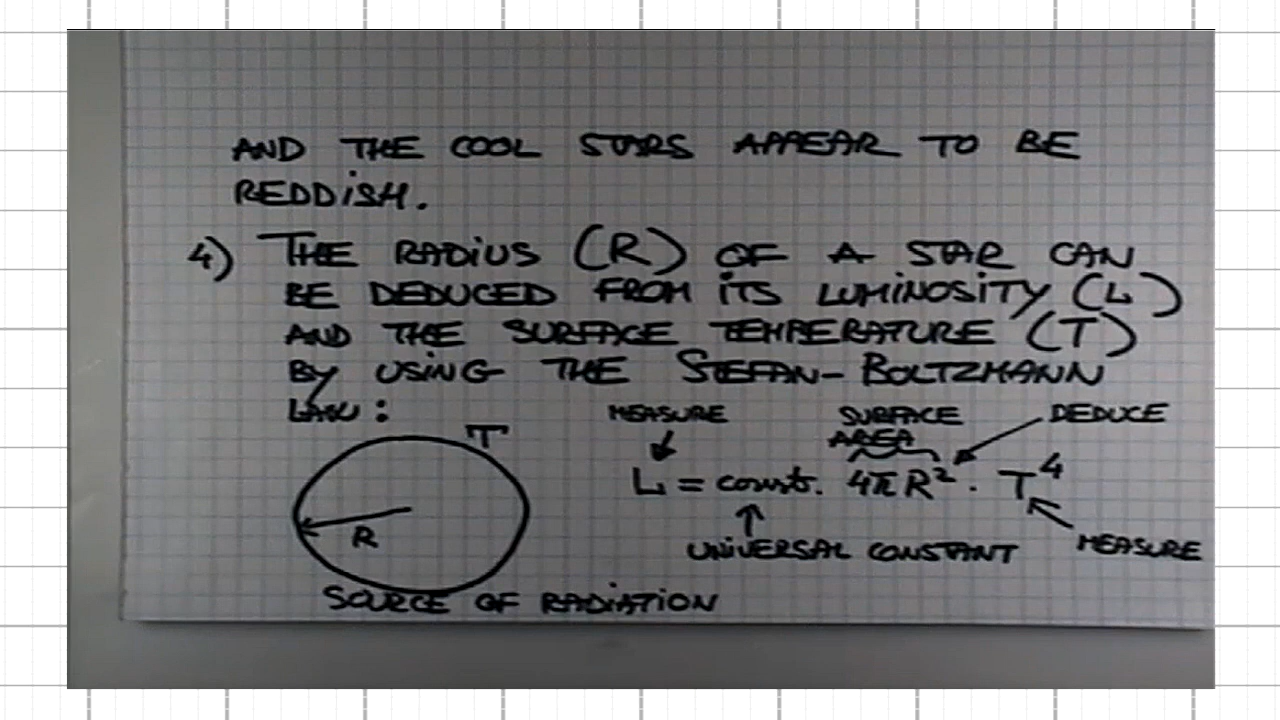 AND THE COOL STARS APPEAR TO BE
REDDISH.
4) THE RADIUS (R) OF A STAR CAN
BE DEDUCED FROM ITS LUMINOSITY (L)
AND THE SURFACE TEMPERATURE (T)
BY USING THE STEFAN-BOLTZMANN
LAW:
MEASURE
SURFACE
AREA
DEDUCE
T
L = const. 4πR². T⁴
R
UNIVERSAL CONSTANT
MEASURE
SOURCE OF RADIATION